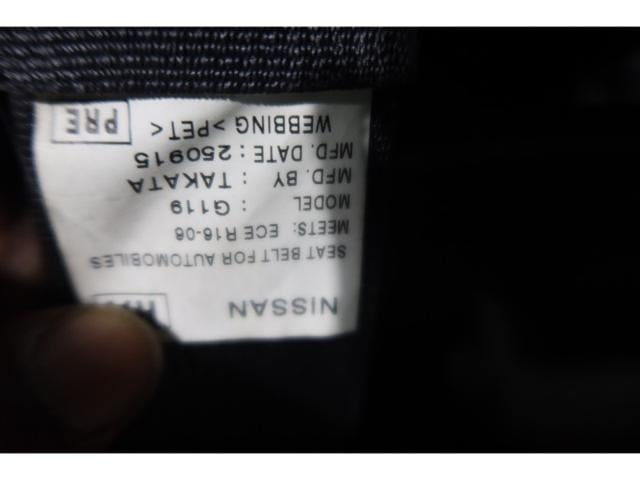 NISSAN
SEAT BELT FOR AUTOMOBILES
MEETS: ECE R16-06
MODEL : G119
MFD. BY : TAKATA
MFD. DATE : 250915
WEBBING >PET< PRE